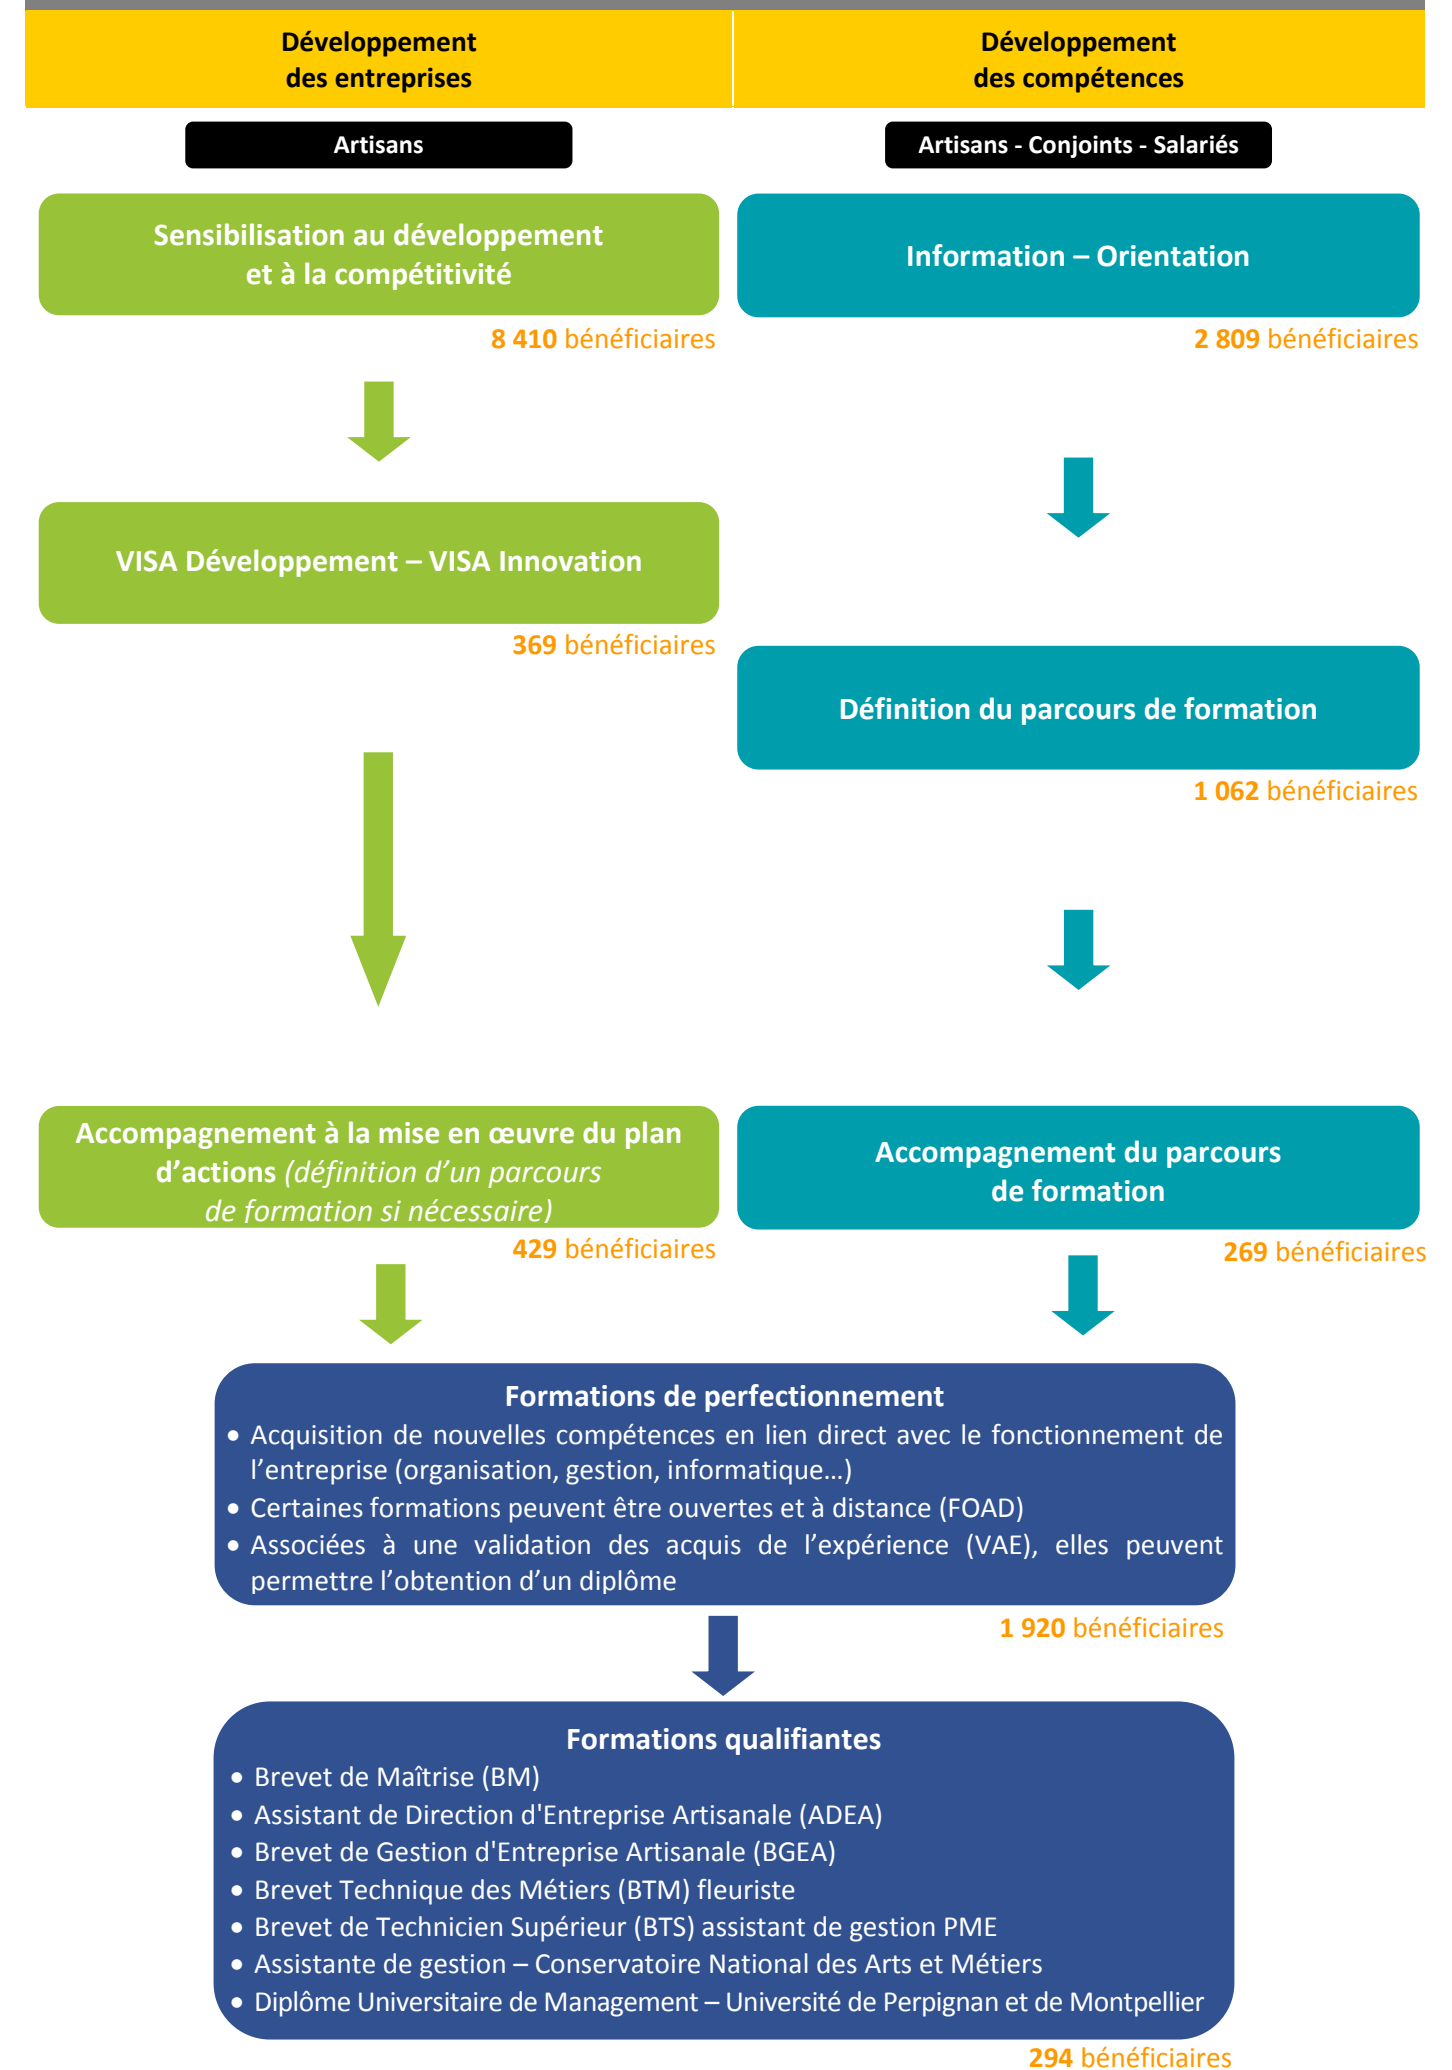 Développement
des entreprises
Développement
des compétences
Artisans
Artisans - Conjoints - Salariés
Sensibilisation au développement
et à la compétitivité
Information – Orientation
8 410 bénéficiaires
2 809 bénéficiaires
VISA Développement – VISA Innovation
369 bénéficiaires
Définition du parcours de formation
1 062 bénéficiaires
Accompagnement à la mise en œuvre du plan
d’actions (définition d’un parcours
de formation si nécessaire)
Accompagnement du parcours
de formation
429 bénéficiaires
269 bénéficiaires
Formations de perfectionnement
• Acquisition de nouvelles compétences en lien direct avec le fonctionnement de
l’entreprise (organisation, gestion, informatique…)
• Certaines formations peuvent être ouvertes et à distance (FOAD)
• Associées à une validation des acquis de l’expérience (VAE), elles peuvent
permettre l’obtention d’un diplôme
1 920 bénéficiaires
Formations qualifiantes
• Brevet de Maîtrise (BM)
• Assistant de Direction d'Entreprise Artisanale (ADEA)
• Brevet de Gestion d'Entreprise Artisanale (BGEA)
• Brevet Technique des Métiers (BTM) fleuriste
• Brevet de Technicien Supérieur (BTS) assistant de gestion PME
• Assistante de gestion – Conservatoire National des Arts et Métiers
• Diplôme Universitaire de Management – Université de Perpignan et de Montpellier
294 bénéficiaires